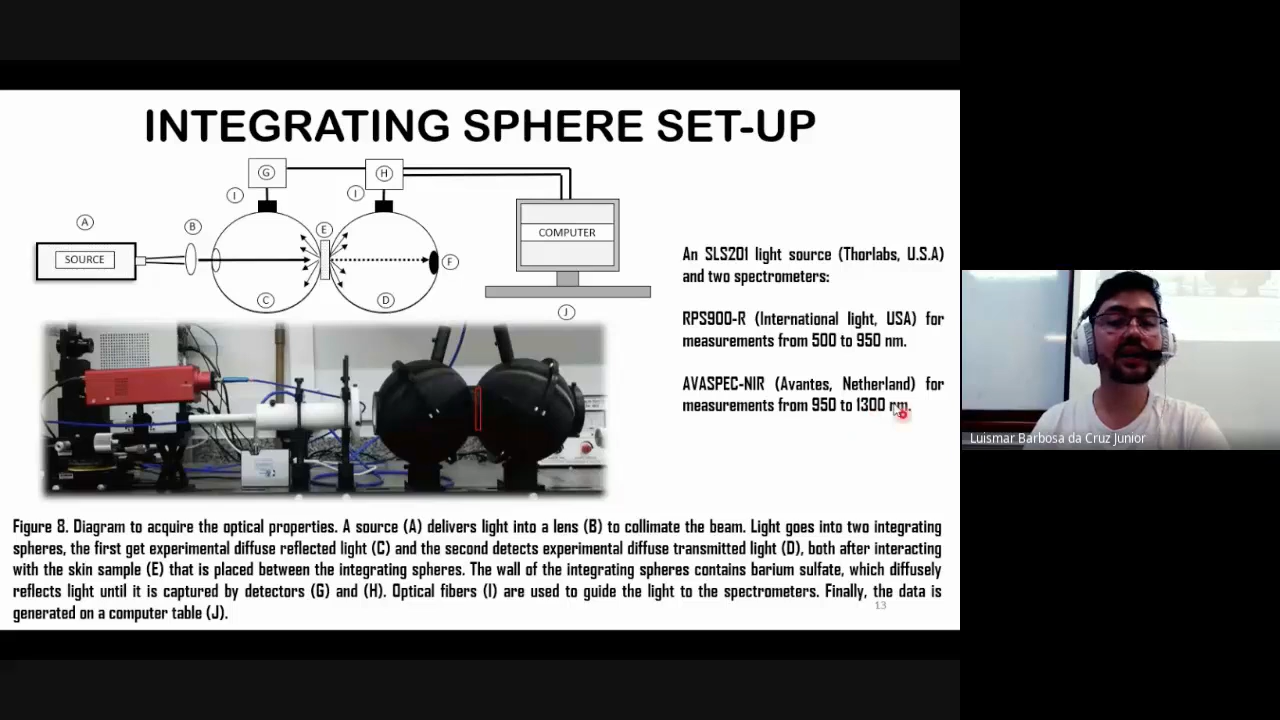 INTEGRATING SPHERE SET-UP
G
H
I
I
A
B
E
SOURCE
COMPUTER
F
C
D
J
An SLS201 light source (Thorlabs, U.S.A)
and two spectrometers:
RPS900-R (International light, USA) for
measurements from 500 to 950 nm.
AVASPEC-NIR (Avantes, Netherland) for
measurements from 950 to 1300 nm.
Luismar Barbosa da Cruz Junior
Figure 8. Diagram to acquire the optical properties. A source (A) delivers light into a lens (B) to collimate the beam. Light goes into two integrating
spheres, the first get experimental diffuse reflected light (C) and the second detects experimental diffuse transmitted light (D), both after interacting
with the skin sample (E) that is placed between the integrating spheres. The wall of the integrating spheres contains barium sulfate, which diffusely
reflects light until it is captured by detectors (G) and (H). Optical fibers (I) are used to guide the light to the spectrometers. Finally, the data is
generated on a computer table (J).
13